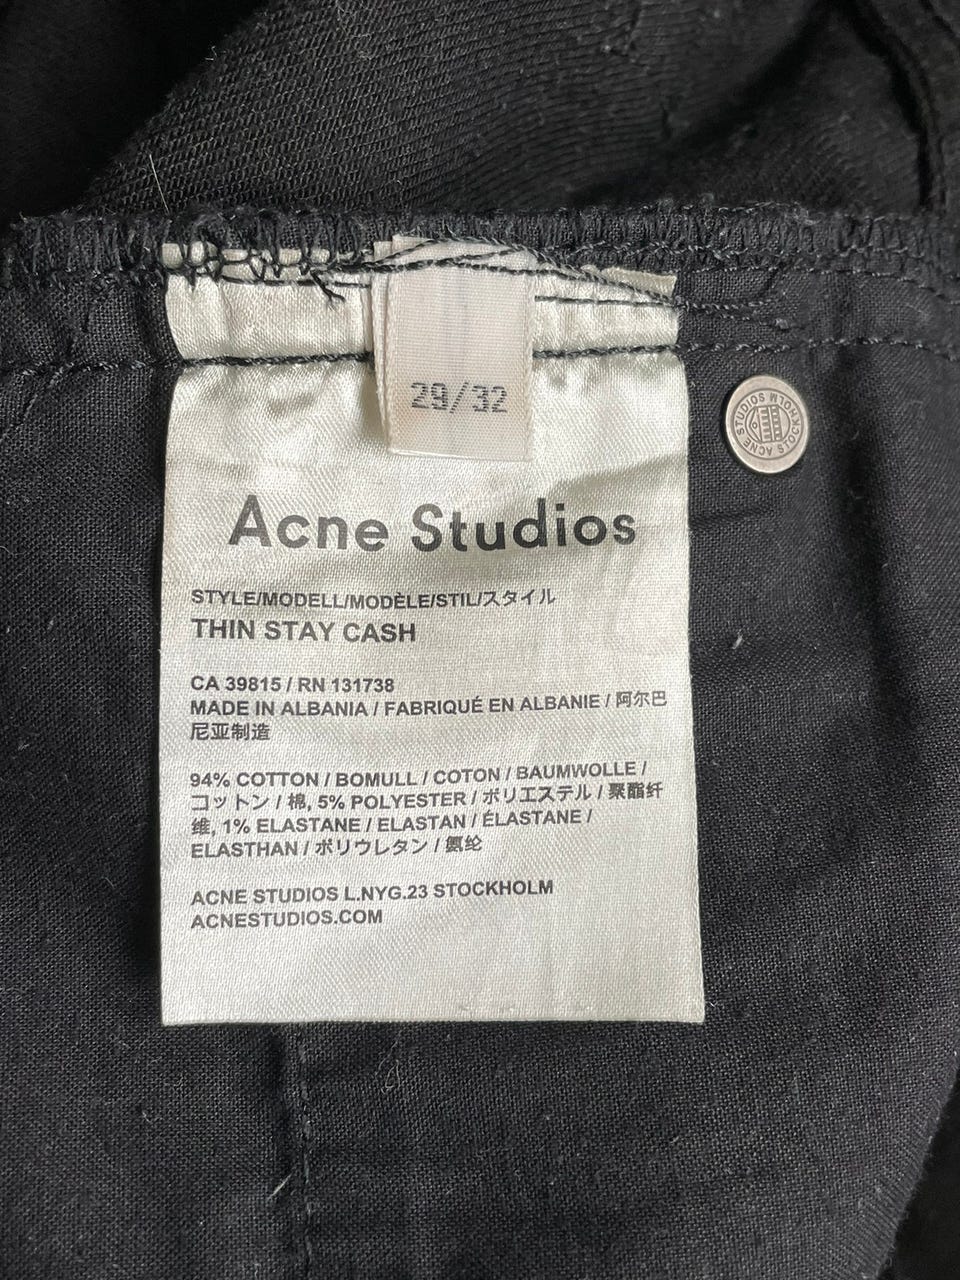 29/32
Acne Studios
STYLE/MODELL/MODÈLE/STIL/スタイル
THIN STAY CASH
CA 39815 / RN 131738
MADE IN ALBANIA / FABRIQUÉ EN ALBANIE / 阿尔巴
尼亚制造
94% COTTON / BOMULL / COTON / BAUMWOLLE /
コットン / 棉, 5% POLYESTER / ポリエステル / 聚酯纤
维, 1% ELASTANE / ELASTAN / ÉLASTANE /
ELASTHAN / ポリウレタン / 氨纶
ACNE STUDIOS L.NYG.23 STOCKHOLM
ACNESTUDIOS.COM
ACNE STUDIOS STOCKHOLM